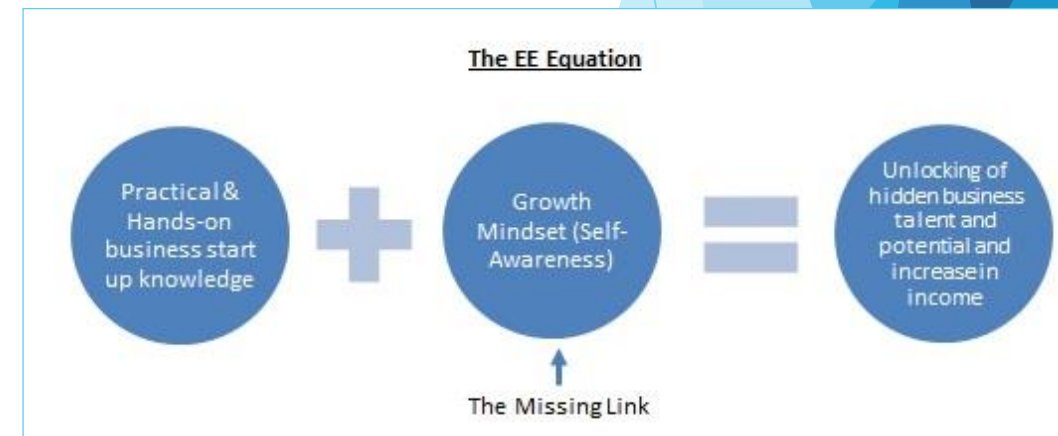 The EE Equation
Practical &
Hands-on
business start
up knowledge
Growth
Mindset (Self-
Awareness)
Unlocking of
hidden business
talent and
potential and
increase in
income
The Missing Link